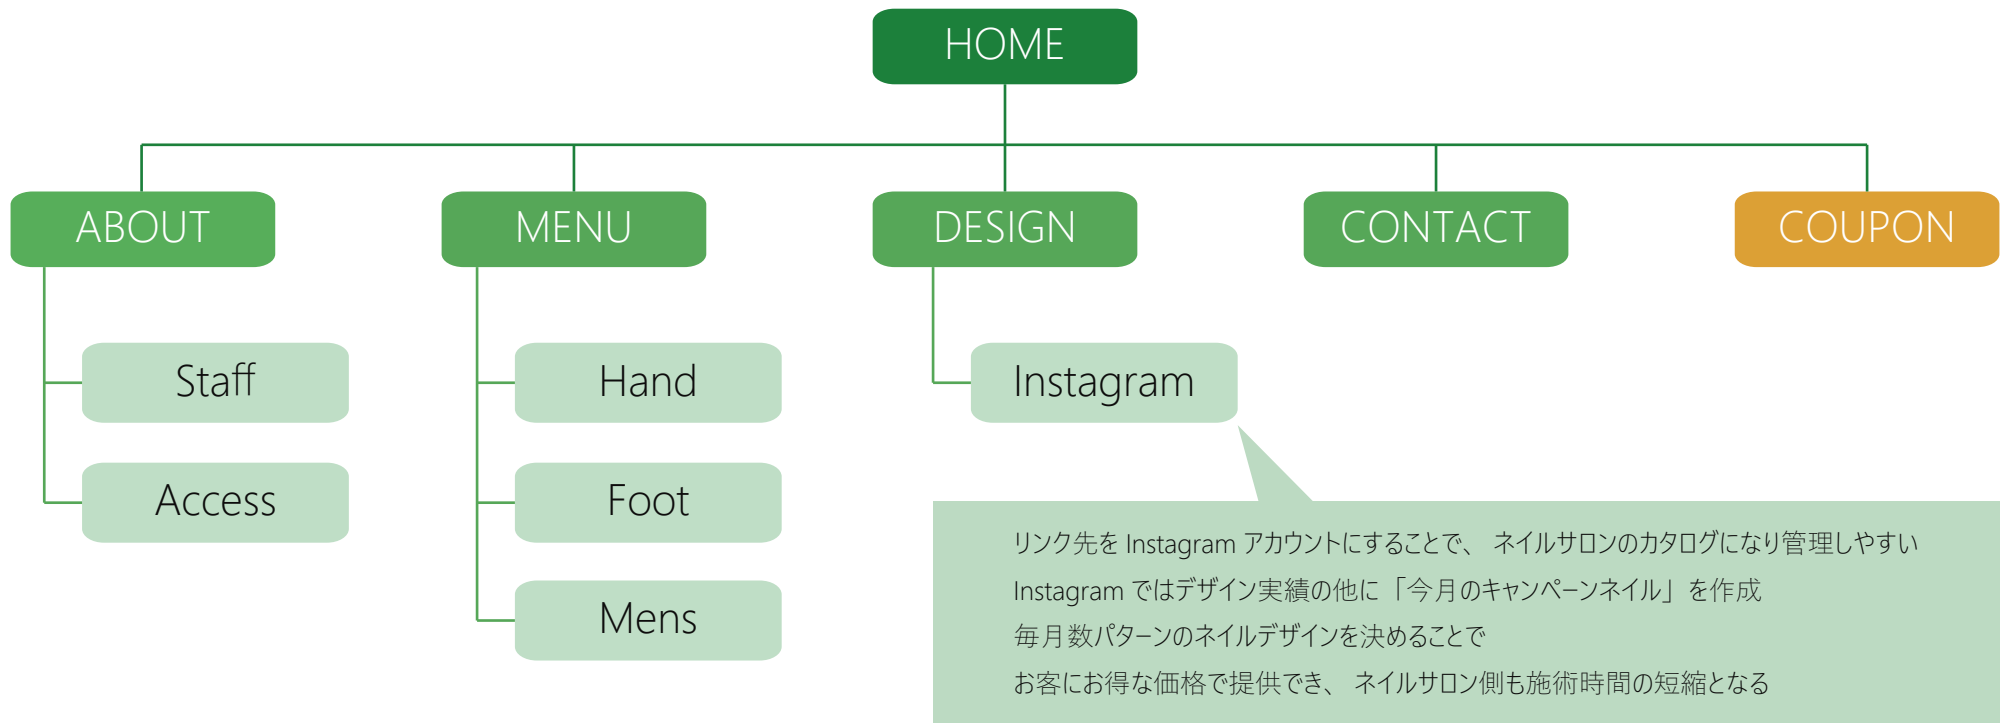 HOME
ABOUT
MENU
DESIGN
CONTACT
COUPON
Staff
Hand
Instagram
Access
Foot
Mens
リンク先を Instagram アカウントにすることで、 ネイルサロンのカタログになり管理しやすい
Instagram ではデザイン実績の他に「今月のキャンペーンネイル」を作成
毎月数パターンのネイルデザインを決めることで
お客にお得な価格で提供でき、 ネイルサロン側も施術時間の短縮となる